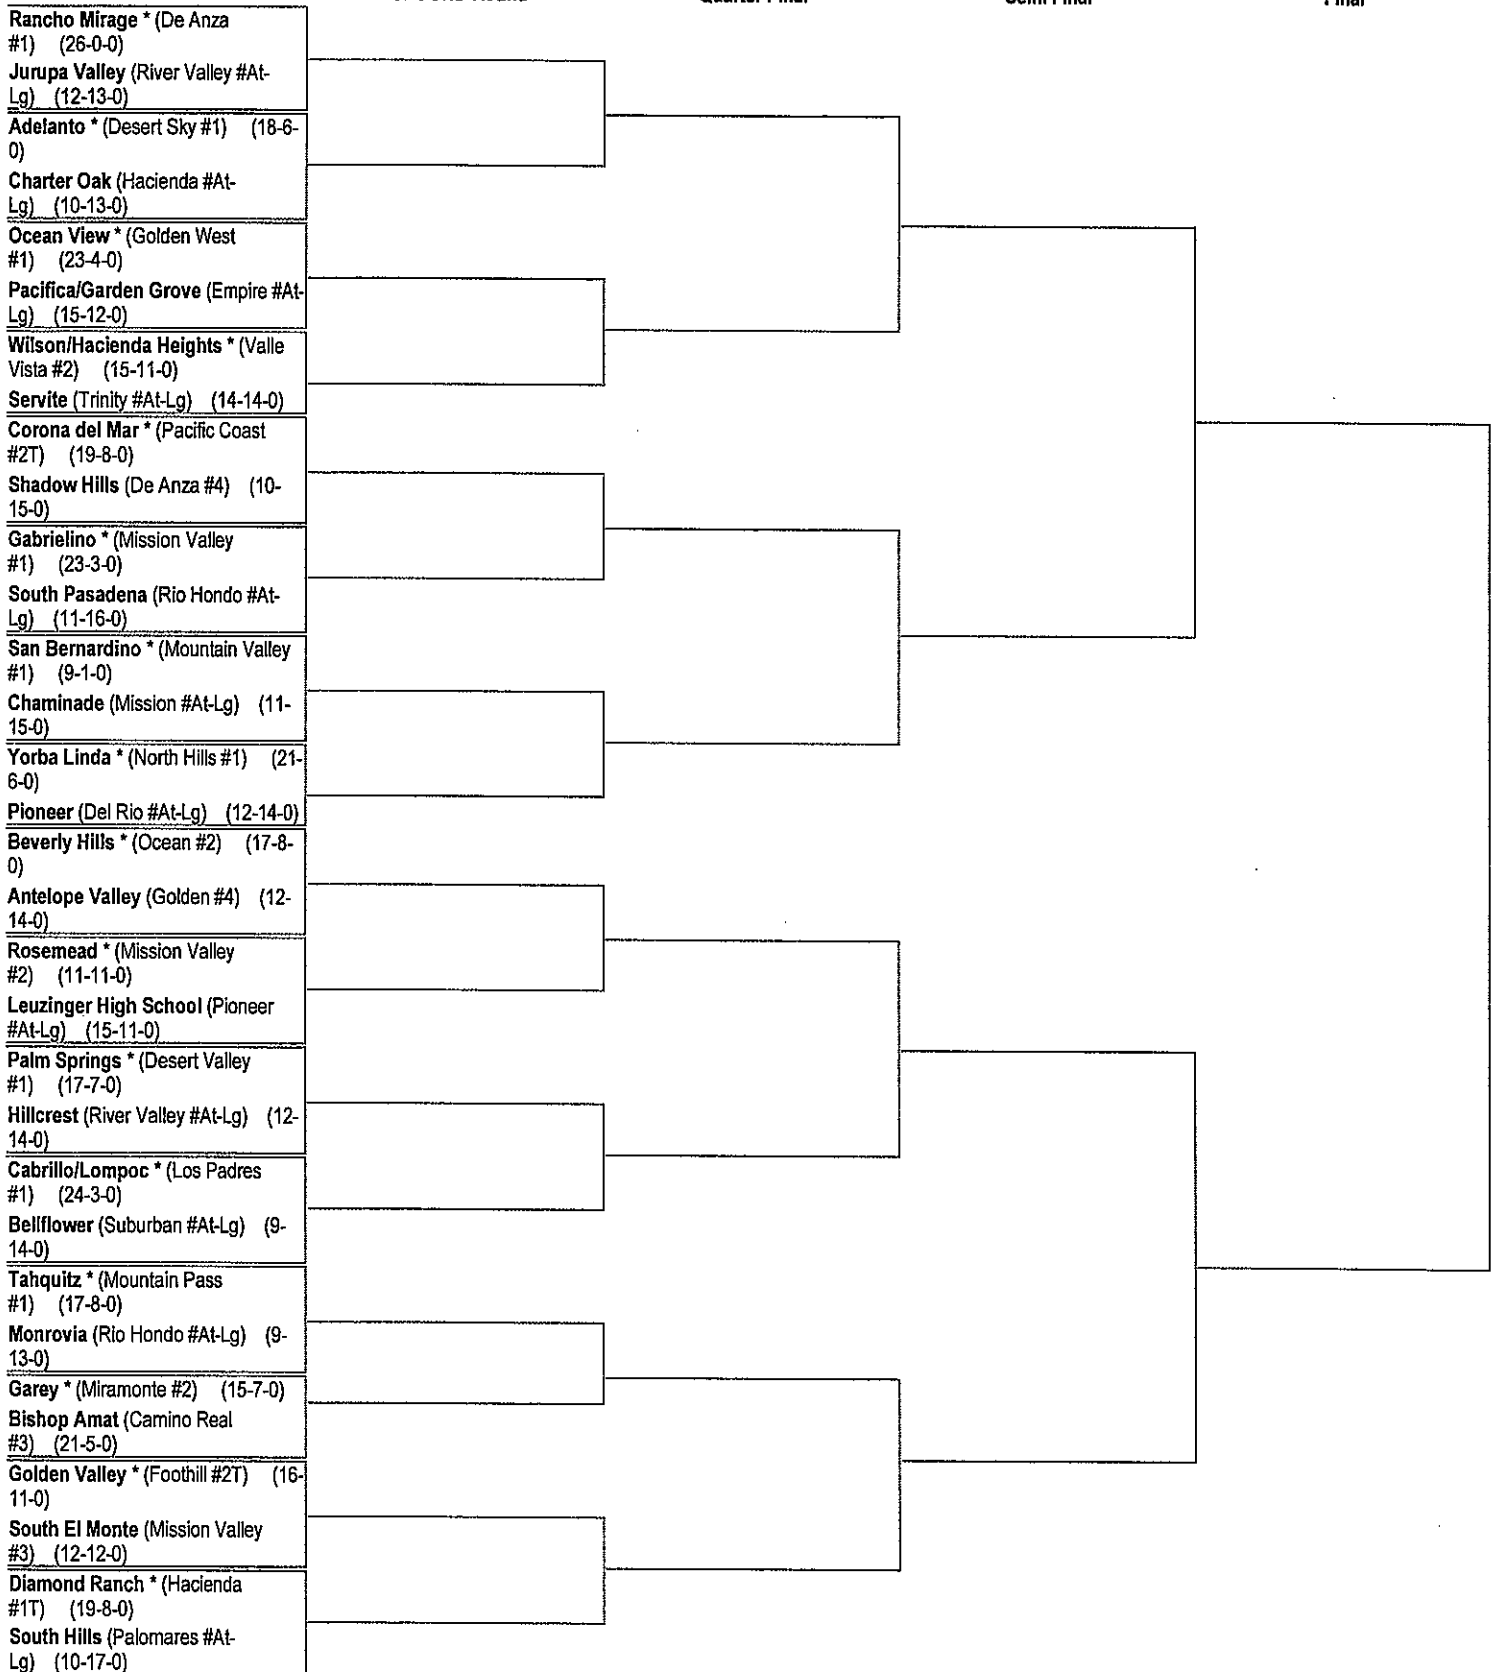 Rancho Mirage * (De Anza
#1) (26-0-0)
Jurupa Valley (River Valley #At-
Lg) (12-13-0)
Adelanto * (Desert Sky #1) (18-6-
0)
Charter Oak (Hacienda #At-
Lg) (10-13-0)
Ocean View * (Golden West
#1) (23-4-0)
Pacifica/Garden Grove (Empire #At-
Lg) (15-12-0)
Wilson/Hacienda Heights * (Valle
Vista #2) (15-11-0)
Servite (Trinity #At-Lg) (14-14-0)
Corona del Mar * (Pacific Coast
#2T) (19-8-0)
Shadow Hills (De Anza #4) (10-
15-0)
Gabrielino * (Mission Valley
#1) (23-3-0)
South Pasadena (Rio Hondo #At-
Lg) (11-16-0)
San Bernardino * (Mountain Valley
#1) (9-1-0)
Chaminade (Mission #At-Lg) (11-
15-0)
Yorba Linda * (North Hills #1) (21-
6-0)
Pioneer (Del Rio #At-Lg) (12-14-0)
Beverly Hills * (Ocean #2) (17-8-
0)
Antelope Valley (Golden #4) (12-
14-0)
Rosemead * (Mission Valley
#2) (11-11-0)
Leuzinger High School (Pioneer
#At-Lg) (15-11-0)
Palm Springs * (Desert Valley
#1) (17-7-0)
Hillcrest (River Valley #At-Lg) (12-
14-0)
Cabrillo/Lompoc * (Los Padres
#1) (24-3-0)
Bellflower (Suburban #At-Lg) (9-
14-0)
Tahquitz * (Mountain Pass
#1) (17-8-0)
Monrovia (Rio Hondo #At-Lg) (9-
13-0)
Garey * (Miramonte #2) (15-7-0)
Bishop Amat (Camino Real
#3) (21-5-0)
Golden Valley * (Foothill #2T) (16-
11-0)
South El Monte (Mission Valley
#3) (12-12-0)
Diamond Ranch * (Hacienda
#1T) (19-8-0)
South Hills (Palomares #At-
Lg) (10-17-0)